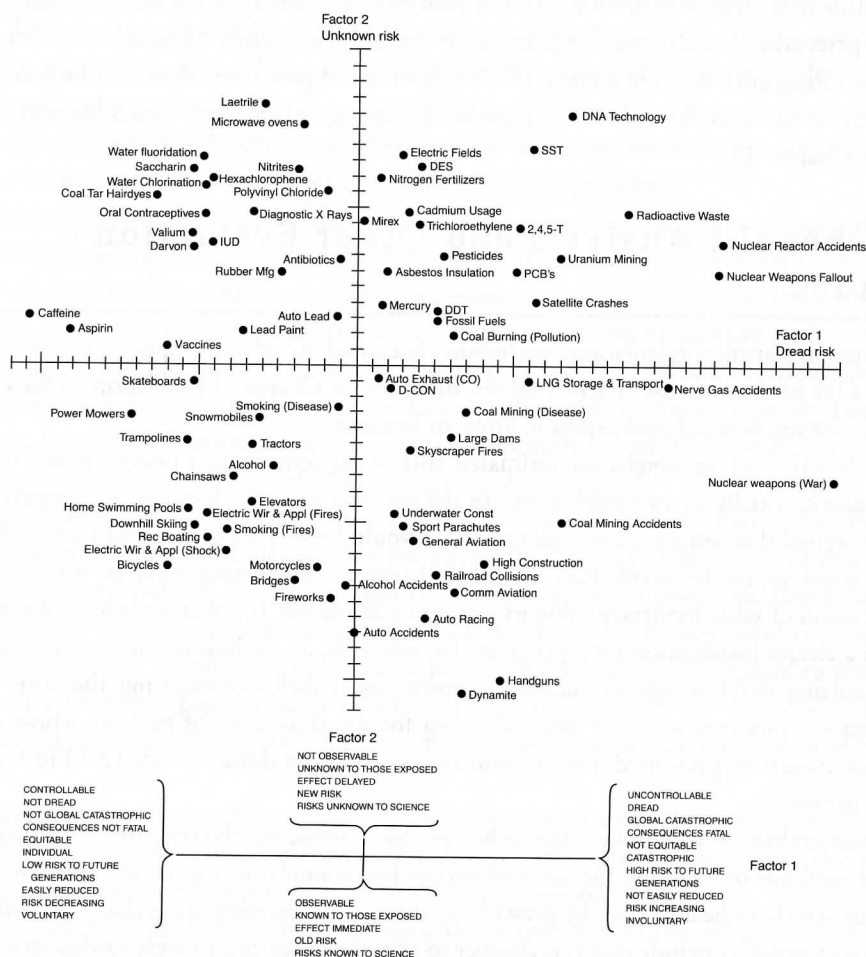 Factor 2
Unknown risk
Laetrile
Microwave ovens
DNA Technology
Water fluoridation
Electric Fields
SST
Saccharin
Nitrites
DES
Water Chlorination
Hexachlorophene
Nitrogen Fertilizers
Coal Tar Hairdyes
Polyvinyl Chloride
Oral Contraceptives
Diagnostic X Rays
Mirex
Cadmium Usage
Radioactive Waste
Trichloroethylene
2,4,5-T
Valium
IUD
Darvon
Nuclear Reactor Accidents
Antibiotics
Pesticides
Uranium Mining
Rubber Mfg
Asbestos Insulation
PCB's
Nuclear Weapons Fallout
Mercury
DDT
Satellite Crashes
Caffeine
Auto Lead
Fossil Fuels
Aspirin
Lead Paint
Coal Burning (Pollution)
Factor 1
Dread risk
Vaccines
Skateboards
Auto Exhaust (CO)
LNG Storage & Transport
Nerve Gas Accidents
D-CON
Power Mowers
Smoking (Disease)
Coal Mining (Disease)
Snowmobiles
Trampolines
Tractors
Large Dams
Skyscraper Fires
Alcohol
Chainsaws
Nuclear weapons (War)
Elevators
Home Swimming Pools
Electric Wir & Appl (Fires)
Underwater Const
Downhill Skiing
Smoking (Fires)
Sport Parachutes
Coal Mining Accidents
Rec Boating
General Aviation
Electric Wir & Appl (Shock)
Bicycles
Motorcycles
High Construction
Bridges
Railroad Collisions
Alcohol Accidents
Fireworks
Comm Aviation
Auto Racing
Auto Accidents
Handguns
Dynamite
Factor 2
NOT OBSERVABLE
UNKNOWN TO THOSE EXPOSED
EFFECT DELAYED
NEW RISK
RISKS UNKNOWN TO SCIENCE
CONTROLLABLE
NOT DREAD
NOT GLOBAL CATASTROPHIC
CONSEQUENCES NOT FATAL
EQUITABLE
INDIVIDUAL
LOW RISK TO FUTURE
GENERATIONS
EASILY REDUCED
RISK DECREASING
VOLUNTARY
UNCONTROLLABLE
DREAD
GLOBAL CATASTROPHIC
CONSEQUENCES FATAL
NOT EQUITABLE
CATASTROPHIC
HIGH RISK TO FUTURE
GENERATIONS
NOT EASILY REDUCED
RISK INCREASING
INVOLUNTARY
Factor 1
OBSERVABLE
KNOWN TO THOSE EXPOSED
EFFECT IMMEDIATE
OLD RISK
RISKS KNOWN TO SCIENCE